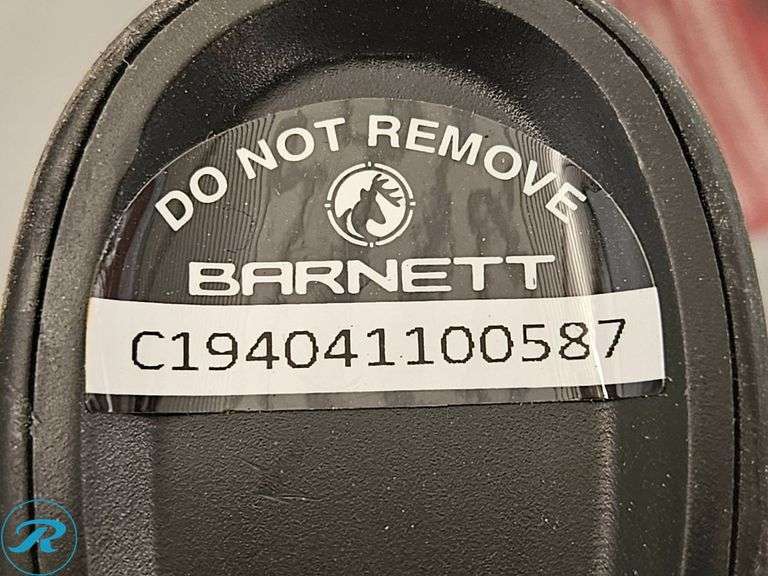 DO NOT REMOVE
BARNETT
C194041100587
R